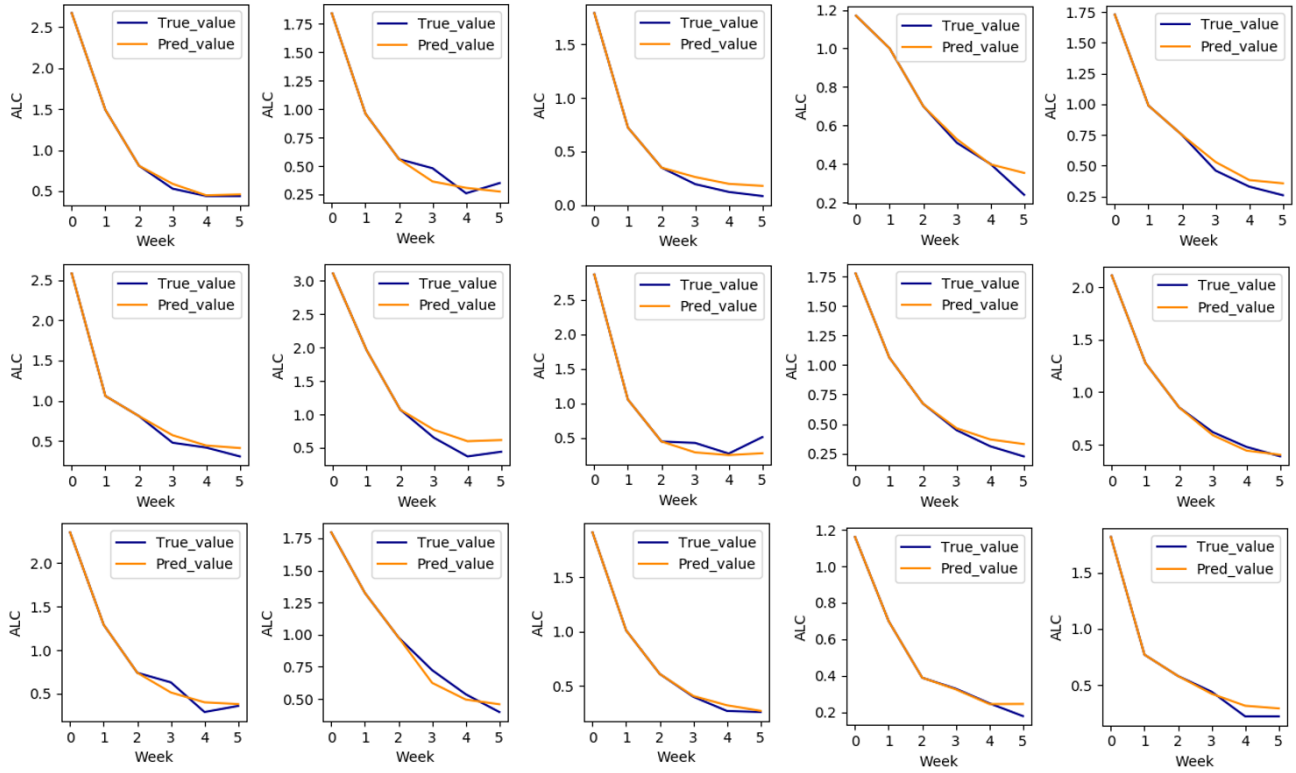 True_value
Pred_value
2.5
2.0
1.5
1.0
0.5
ALC
0 1 2 3 4 5
Week
True_value
Pred_value
1.75
1.50
1.25
1.00
0.75
0.50
0.25
ALC
0 1 2 3 4 5
Week
True_value
Pred_value
1.5
1.0
0.5
0.0
ALC
0 1 2 3 4 5
Week
True_value
Pred_value
1.2
1.0
0.8
0.6
0.4
0.2
ALC
0 1 2 3 4 5
Week
True_value
Pred_value
1.75
1.50
1.25
1.00
0.75
0.50
0.25
ALC
0 1 2 3 4 5
Week
True_value
Pred_value
2.5
2.0
1.5
1.0
0.5
ALC
0 1 2 3 4 5
Week
True_value
Pred_value
3.0
2.5
2.0
1.5
1.0
0.5
ALC
0 1 2 3 4 5
Week
True_value
Pred_value
2.5
2.0
1.5
1.0
0.5
ALC
0 1 2 3 4 5
Week
True_value
Pred_value
1.75
1.50
1.25
1.00
0.75
0.50
0.25
ALC
0 1 2 3 4 5
Week
True_value
Pred_value
2.0
1.5
1.0
0.5
ALC
0 1 2 3 4 5
Week
True_value
Pred_value
2.0
1.5
1.0
0.5
ALC
0 1 2 3 4 5
Week
True_value
Pred_value
1.75
1.50
1.25
1.00
0.75
0.50
ALC
0 1 2 3 4 5
Week
True_value
Pred_value
1.5
1.0
0.5
ALC
0 1 2 3 4 5
Week
True_value
Pred_value
1.2
1.0
0.8
0.6
0.4
0.2
ALC
0 1 2 3 4 5
Week
True_value
Pred_value
1.5
1.0
0.5
ALC
0 1 2 3 4 5
Week